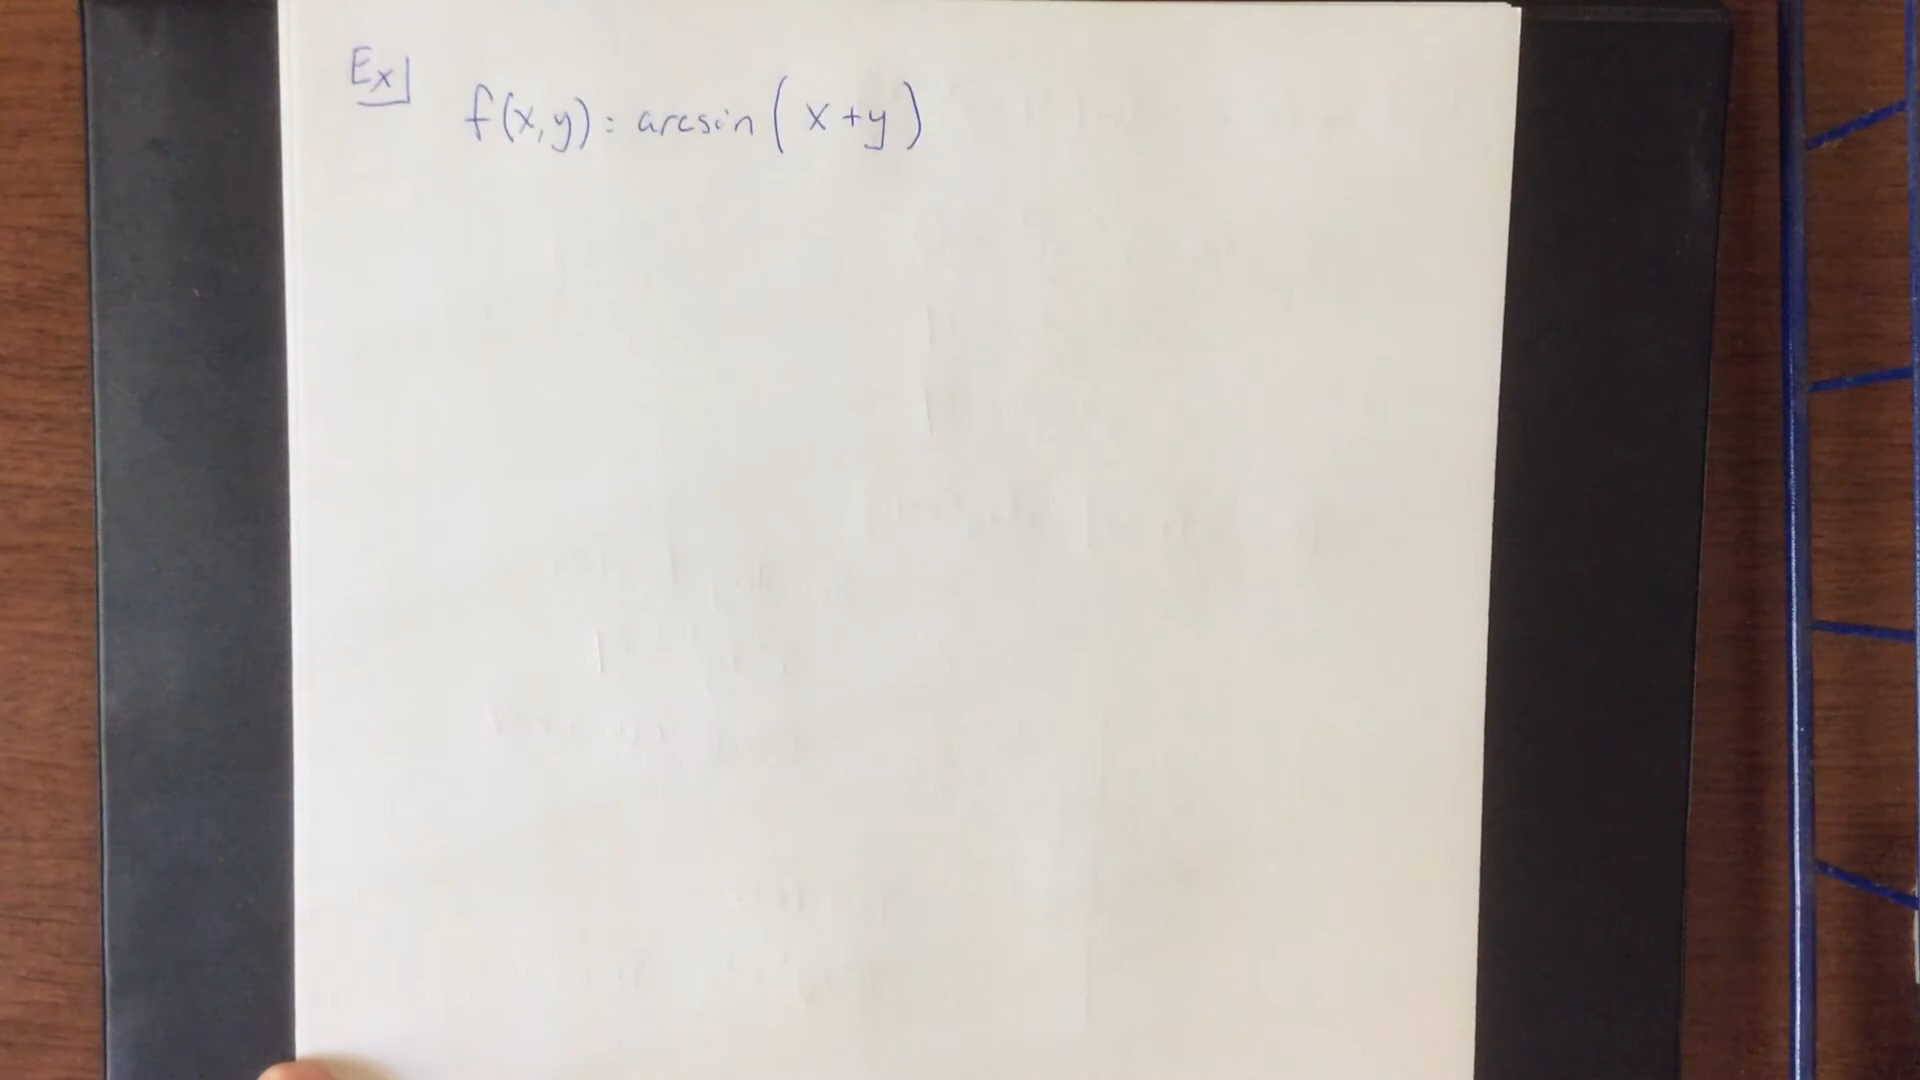 Ex
f(x,y) = arcsin (x+y)